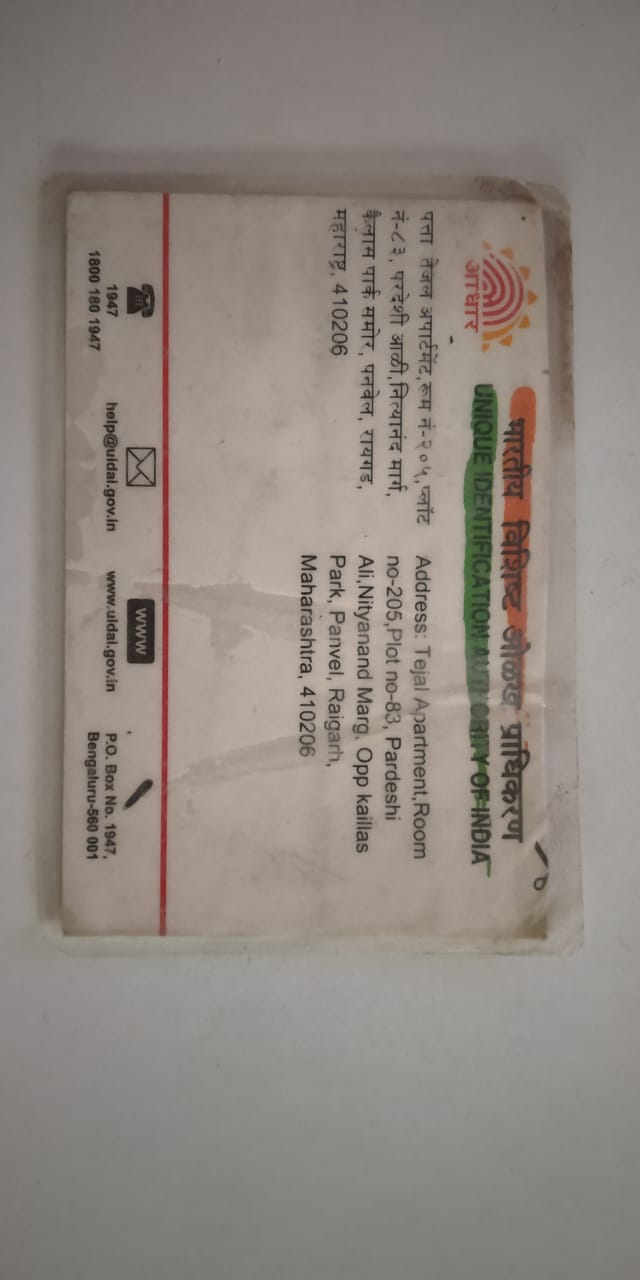 आधार
भारतीय विशिष्ट ओळख प्राधिकरण
UNIQUE IDENTIFICATION AUTHORITY OF INDIA
पत्ता तेजल अपार्टमेंट,रूम नं-२०५,प्लॉट
नं-८३, परदेशी आळी,नित्यानंद मार्ग,
कैलाम पार्क समोर, पनवेल, रायगड,
महाराष्ट्र, 410206
Address: Tejal Apartment,Room
no-205,Plot no-83, Pardeshi
Ali,Nityanand Marg, Opp kaillas
Park, Panvel, Raigarh,
Maharashtra, 410206
1947
1800 180 1947
help@uidai.gov.in
www
www.uidai.gov.in
P.O. Box No. 1947,
Bengaluru-560 001